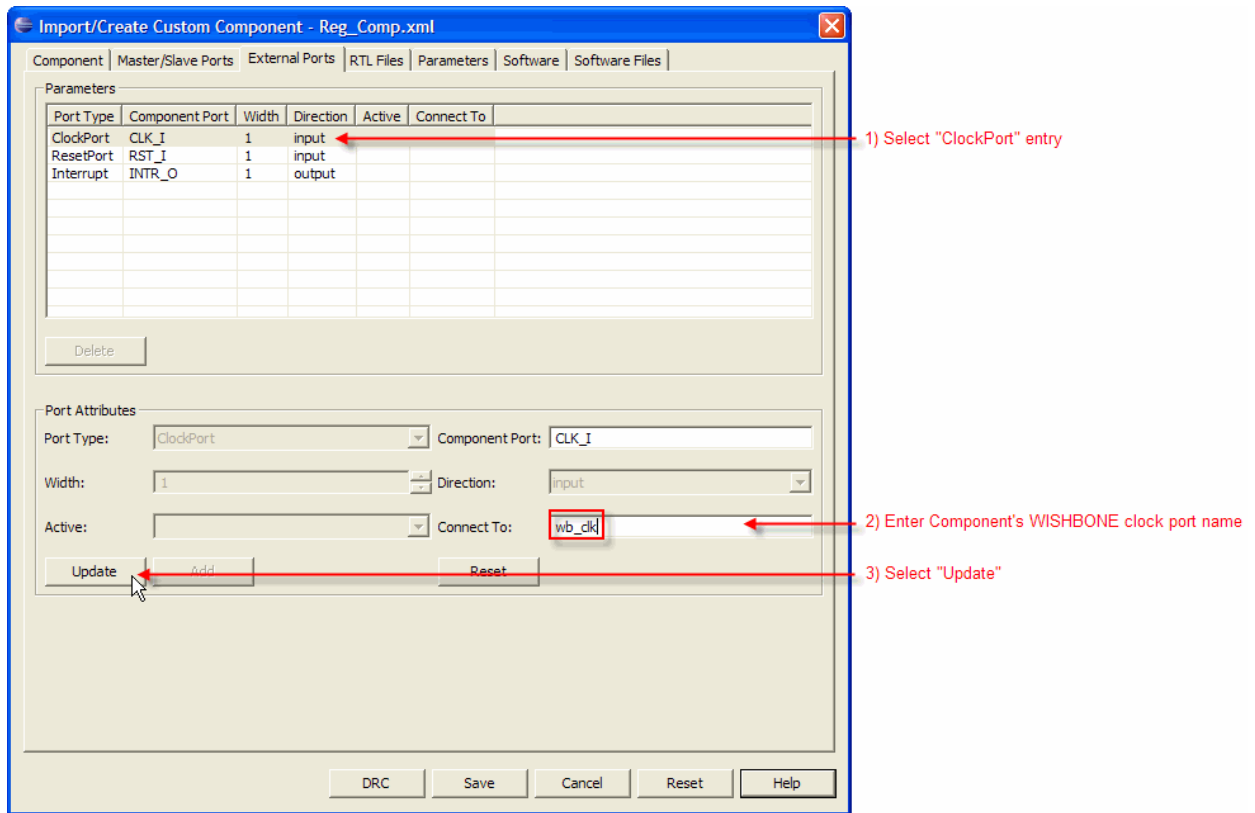 Import/Create Custom Component - Reg_Comp.xml
Component Master/Slave Ports External Ports RTL Files Parameters Software Software Files
Parameters
Port Type Component Port Width Direction Active Connect To
ClockPort CLK_I 1 input
1) Select "ClockPort" entry
ResetPort RST_I 1 input
Interrupt INTR_O 1 output
Delete
Port Attributes
Port Type: ClockPort Component Port: CLK_I
Width: 1 Direction: input
Active: Connect To: wb_clk
2) Enter Component's WISHBONE clock port name
Update Add Reset
3) Select "Update"
DRC Save Cancel Reset Help